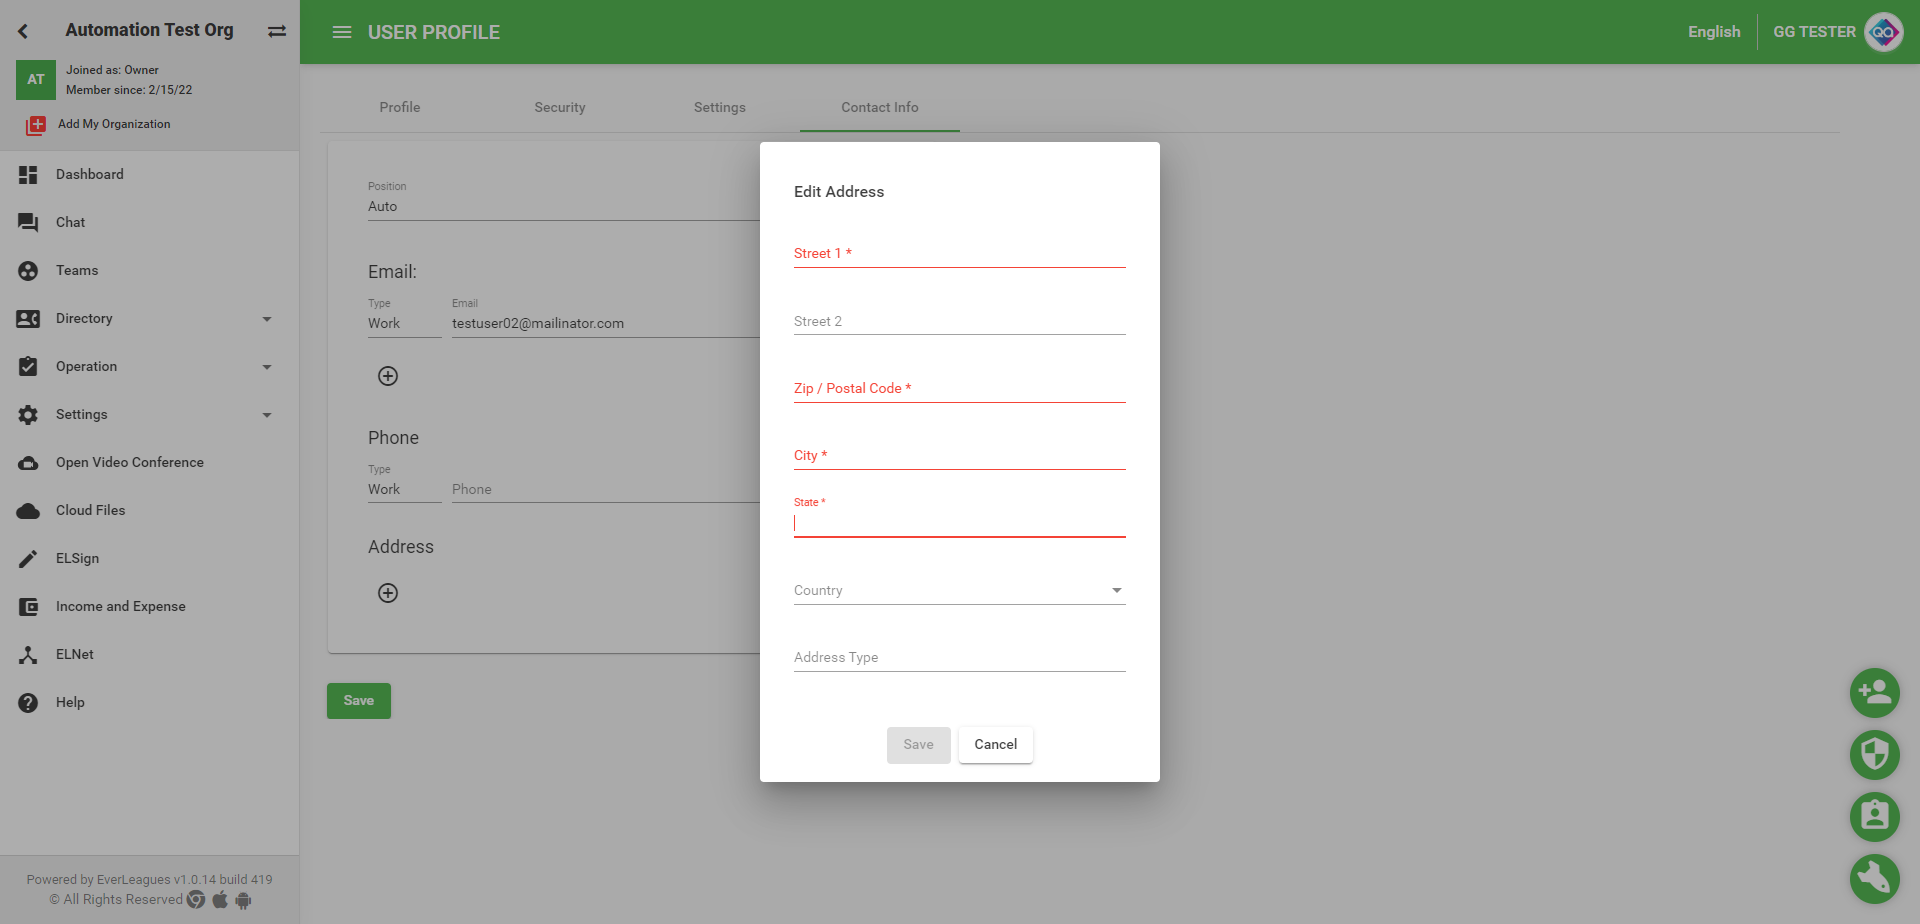 Automation Test Org
AT
Joined as: Owner
Member since: 2/15/22
Add My Organization
Dashboard
Chat
Teams
Directory
Operation
Settings
Open Video Conference
Cloud Files
ELSign
Income and Expense
ELNet
Help
Powered by EverLeagues v1.0.14 build 419
© All Rights Reserved
USER PROFILE
English
GG TESTER
QA
Profile
Security
Settings
Contact Info
Position
Auto
Email:
Type
Email
Work
testuser02@mailinator.com
Phone
Type
Work
Phone
Address
Save
Edit Address
Street 1 *
Street 2
Zip / Postal Code *
City *
State *
Country
Address Type
Save
Cancel